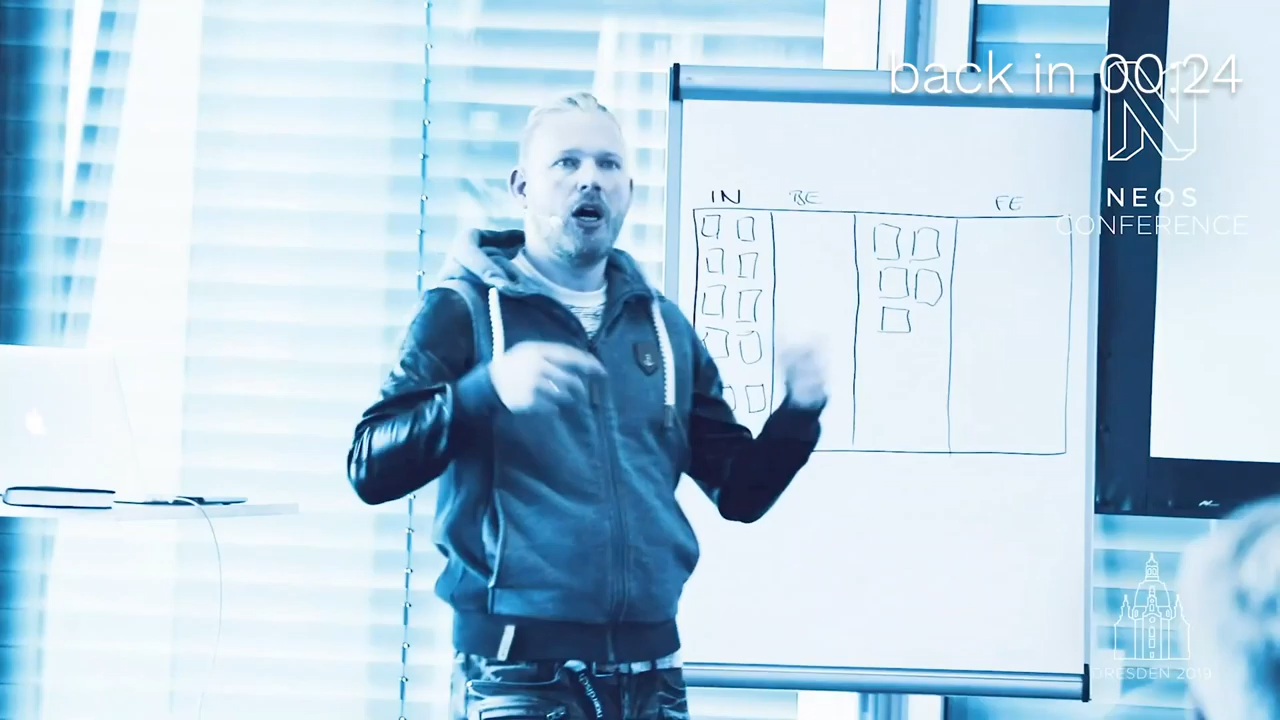 back in 00:24
NEOS
CONFERENCE
IN BE FE
DRESDEN 2019